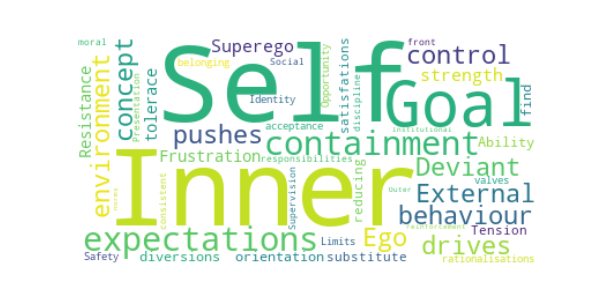 moral
Resistance
environment
Presentation
concept
norms
tolerace
consistent
Superego
belonging
Social
Identity
Self
Opportunity
satisfations
discipline
front
control
strength
Goal
find
pushes
acceptance
containment
institutional
Ability
Frustration
responsibilities
Inner
Supervision
reducing
Deviant
valves
Outer
External
behaviour
reinforcement
Tension
expectations
Limits
Ego
drives
Safety
diversions
orientation
substitute
rationalisations